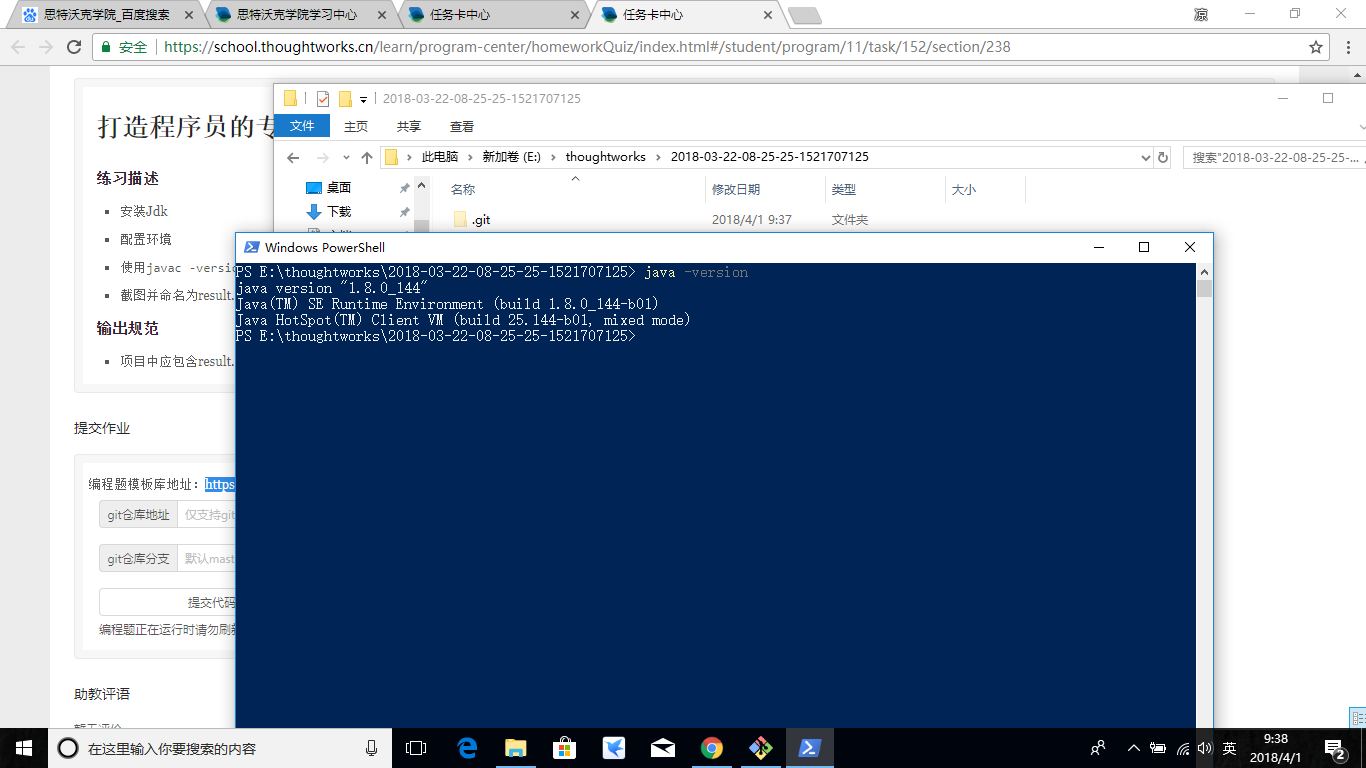 思特沃克学院_百度搜索
思特沃克学院学习中心
任务卡中心
任务卡中心
安全
https://school.thoughtworks.cn/learn/program-center/homeworkQuiz/index.html#/student/program/11/task/152/section/238
打造程序员的专
练习描述
安装Jdk
配置环境
使用javac -versio
截图并命名为result.
输出规范
项目中应包含result.
提交作业
编程题模板库地址：https
git仓库地址 仅支持git
git仓库分支 默认mast
提交代码
编程题正在运行时请勿刷新
助教评语
暂无评价
2018-03-22-08-25-25-1521707125
文件 主页 共享 查看
此电脑 新加卷 (E:) thoughtworks 2018-03-22-08-25-25-1521707125
搜索"2018-03-22-08-25-25-...
桌面
下载
名称 修改日期 类型 大小
.git 2018/4/1 9:37 文件夹
Windows PowerShell
PS E:\thoughtworks\2018-03-22-08-25-25-1521707125> java -version
java version "1.8.0_144"
Java(TM) SE Runtime Environment (build 1.8.0_144-b01)
Java HotSpot(TM) Client VM (build 25.144-b01, mixed mode)
PS E:\thoughtworks\2018-03-22-08-25-25-1521707125>
在这里输入你要搜索的内容
英
9:38
2018/4/1
2